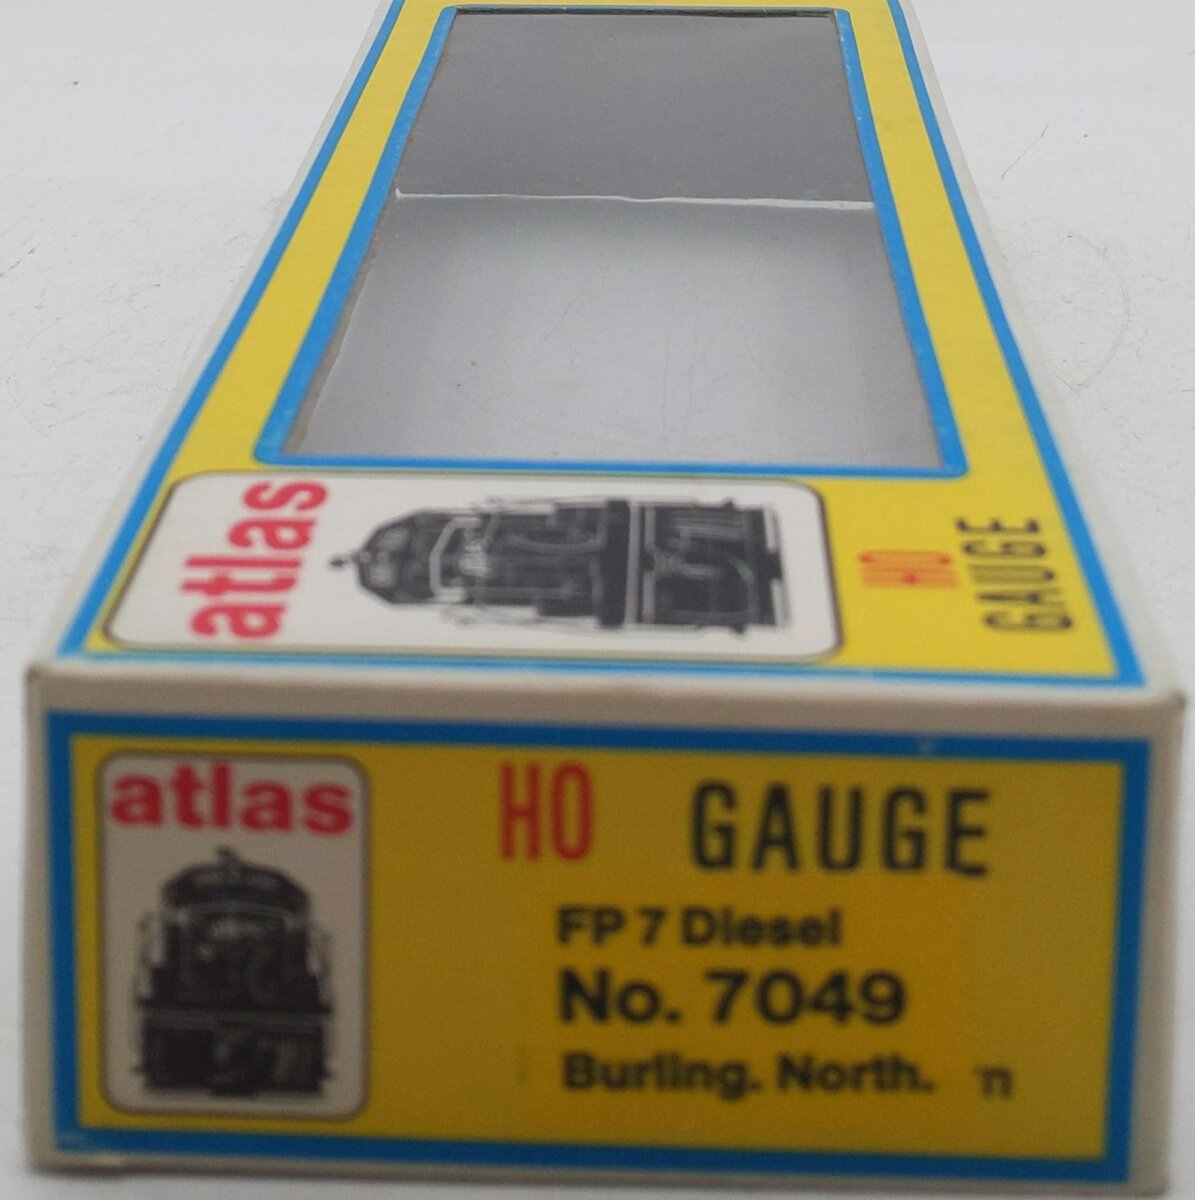 atlas
HO
GAUGE
atlas
HO GAUGE
FP 7 Diesel
No. 7049
Burling. North.